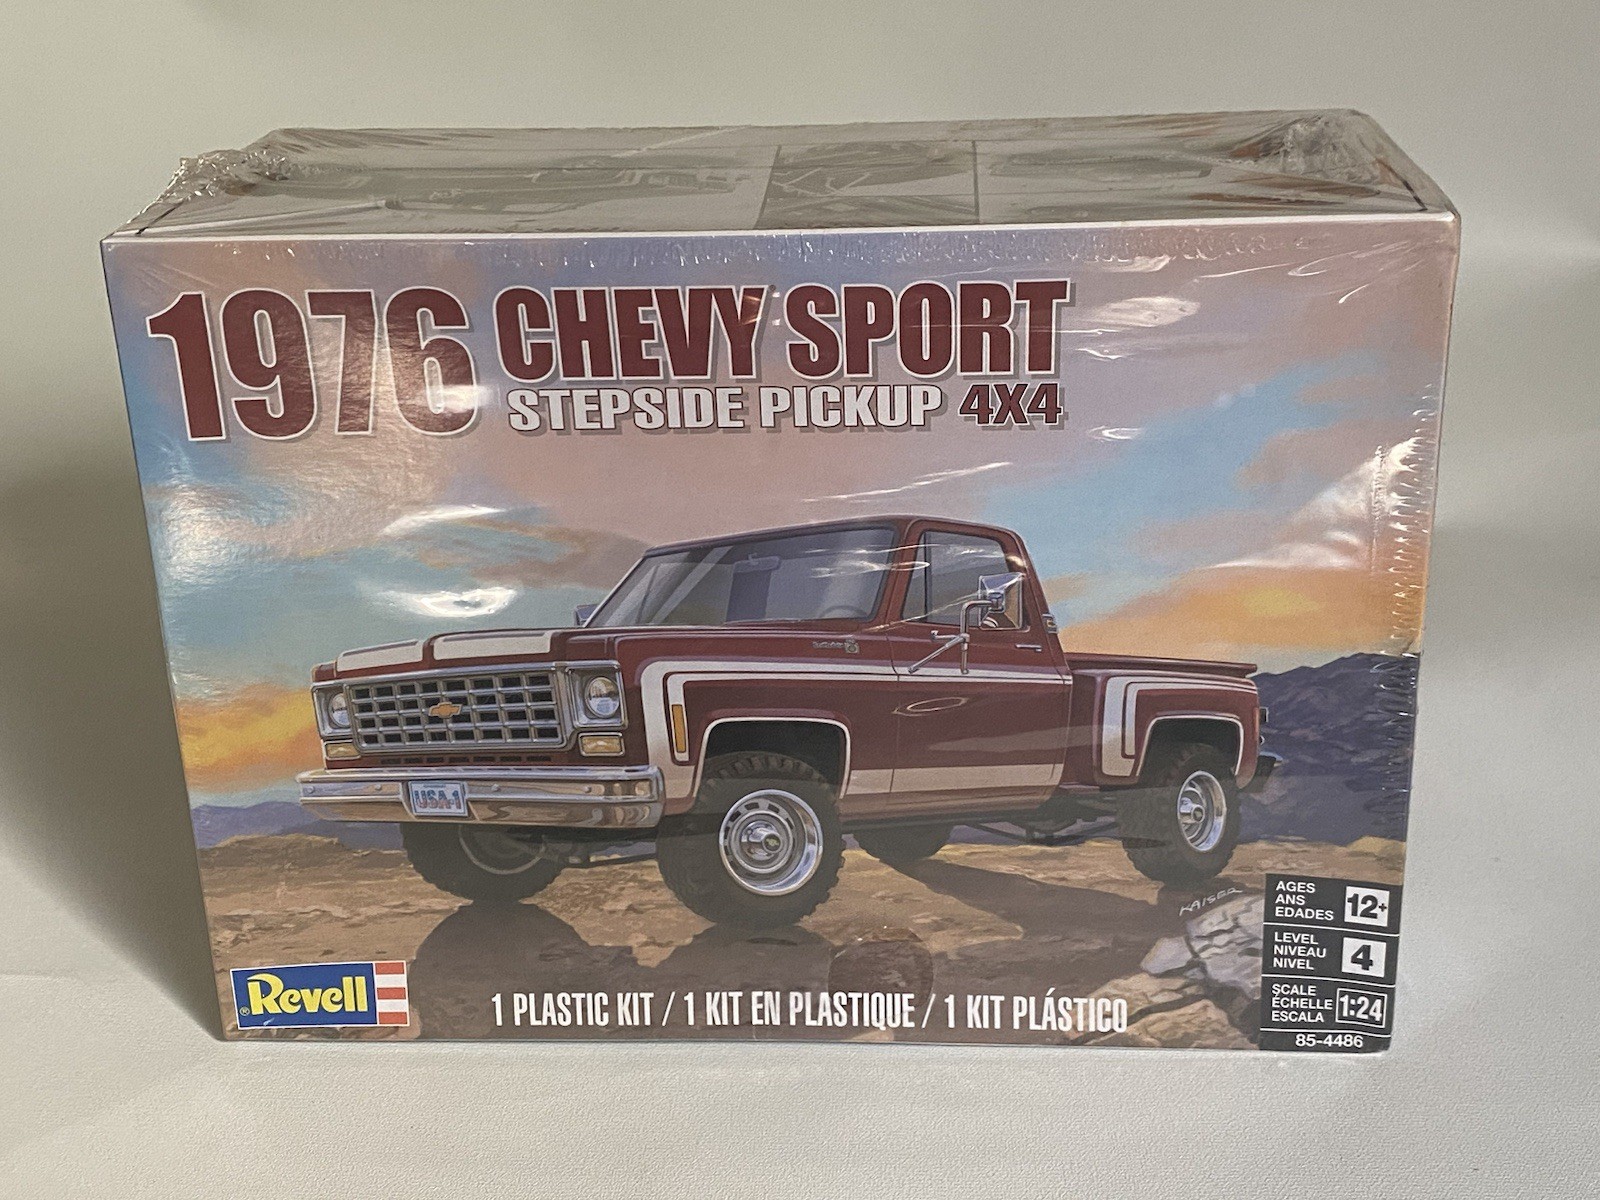 1976 CHEVY SPORT
STEPSIDE PICKUP 4X4
USA-1
KAISER
AGES
ANS
EDADES
12+
LEVEL
NIVEAU
NIVEL
4
SCALE
ÉCHELLE
ESCALA
1:24
85-4486
® Revell
1 PLASTIC KIT / 1 KIT EN PLASTIQUE / 1 KIT PLÁSTICO